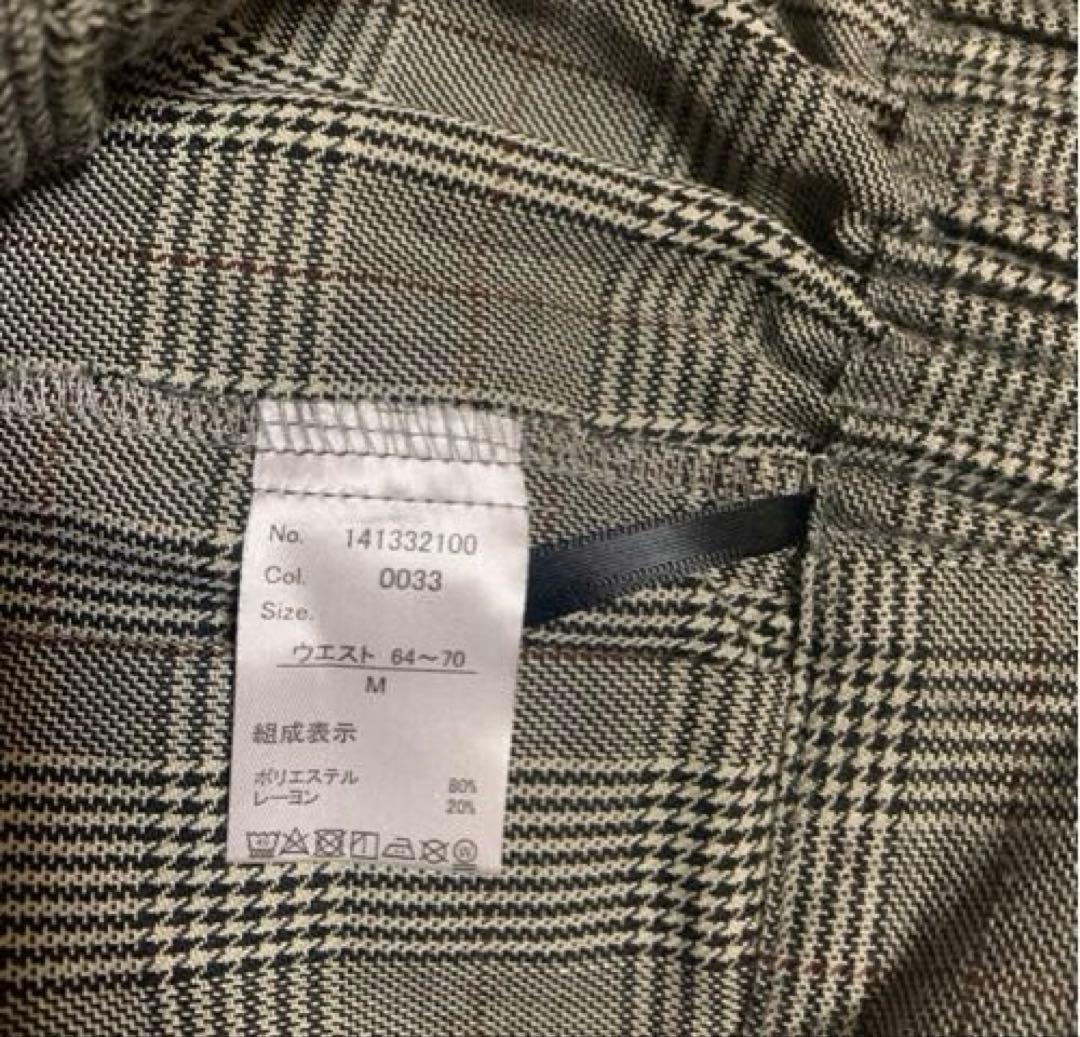 No. 141332100
Col. 0033
Size.
ウエスト 64〜70
M
組成表示
ポリエステル 80%
レーヨン 20%